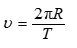 υ = 2πR / T